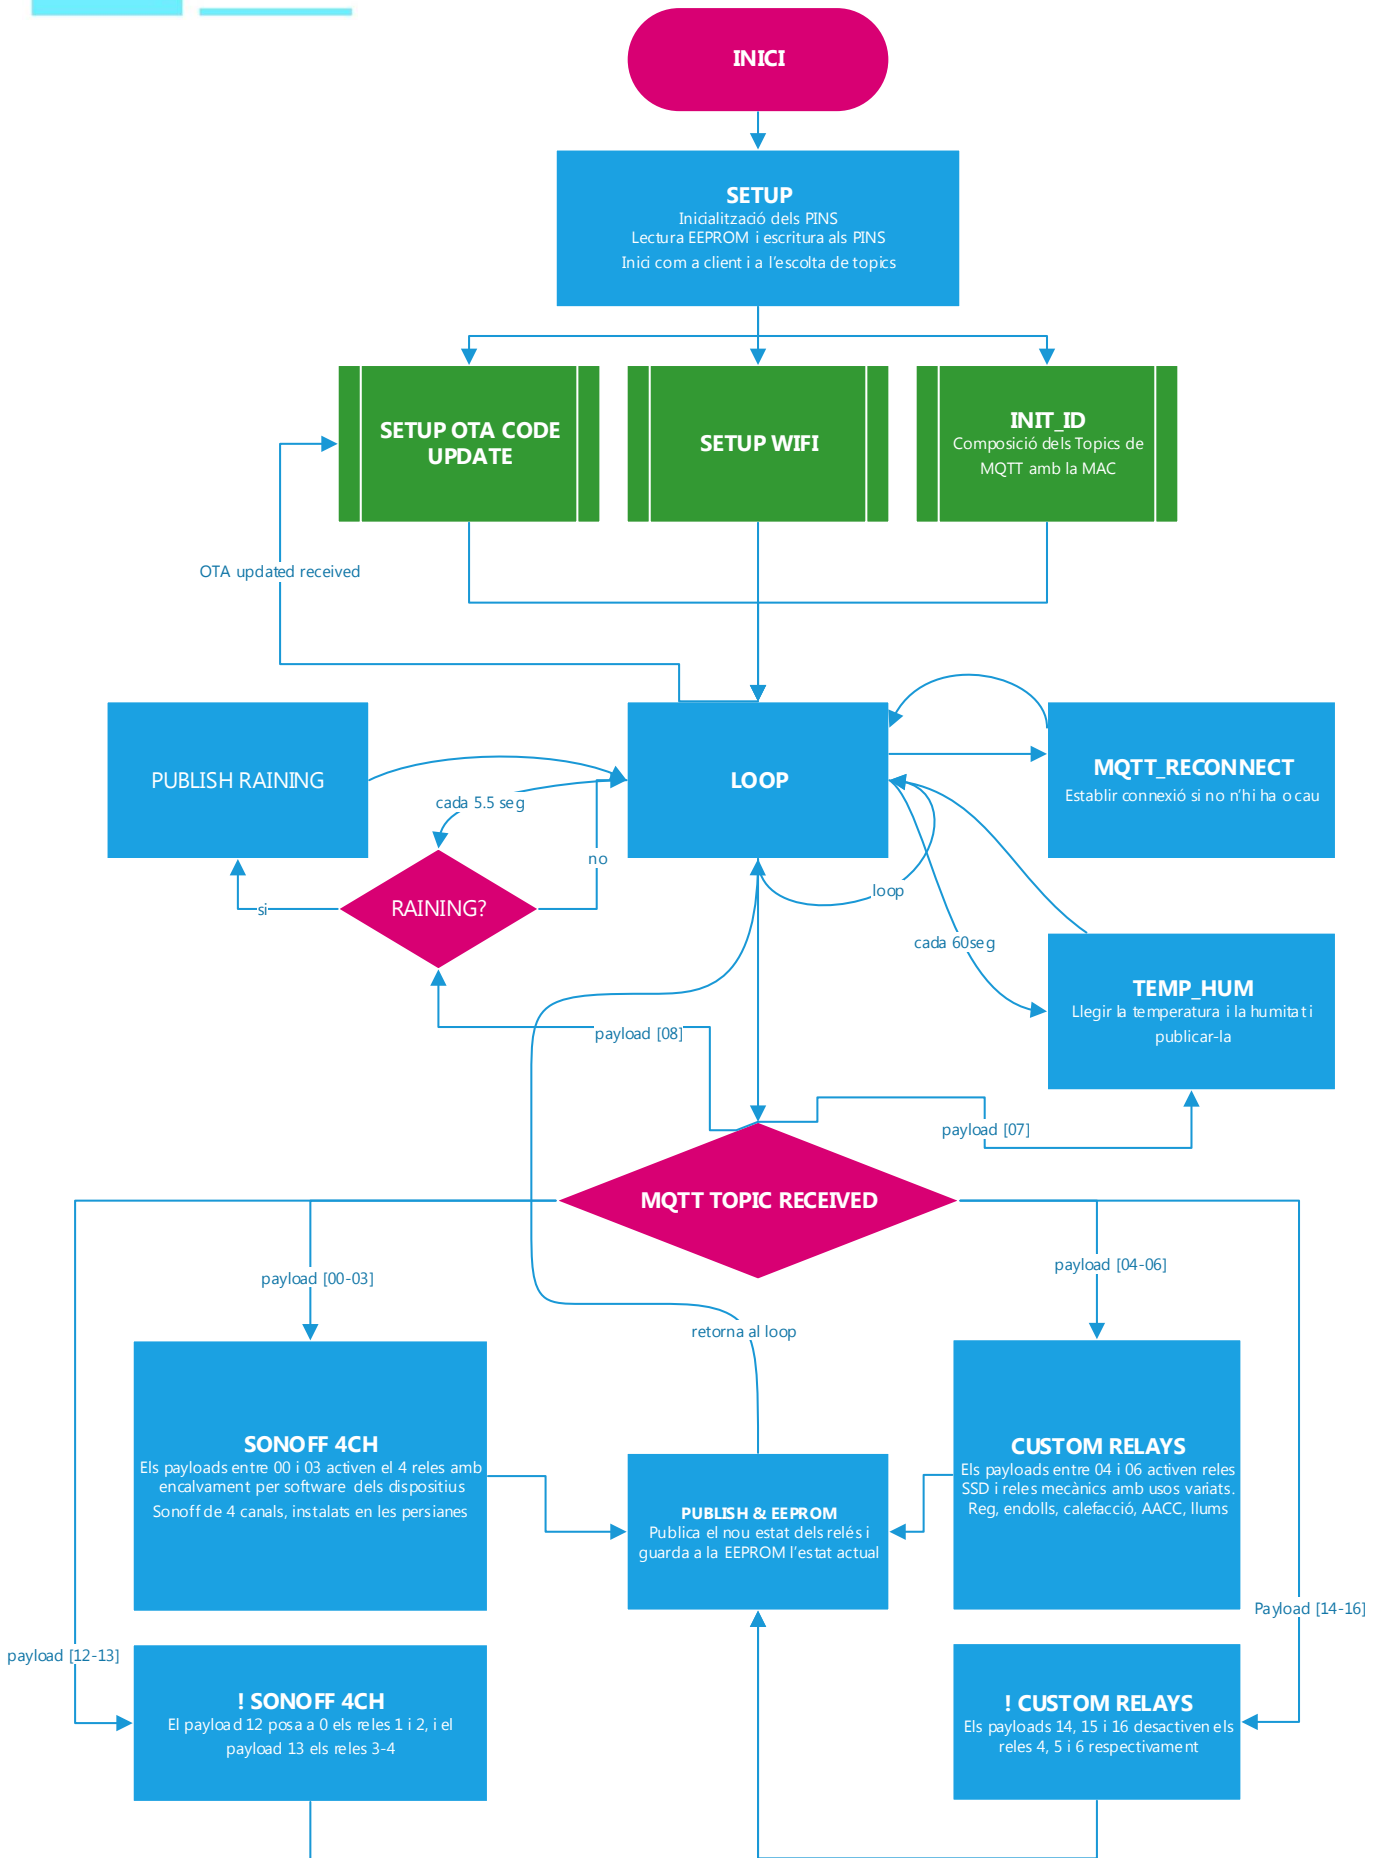 INICI
SETUP
Inicialització dels PINS
Lectura EEPROM i escritura als PINS
Inici com a client i a l'escolta de topics
SETUP OTA CODE
UPDATE
SETUP WIFI
INIT_ID
Composició dels Topics de
MQTT amb la MAC
OTA updated received
PUBLISH RAINING
cada 5.5 seg
no
si
RAINING?
LOOP
loop
MQTT_RECONNECT
Establir connexió si no n'hi ha o cau
cada 60seg
TEMP_HUM
Llegir la temperatura i la humitat i
publicar-la
payload [08]
payload [07]
MQTT TOPIC RECEIVED
payload [00-03]
payload [04-06]
retorna al loop
SONOFF 4CH
Els payloads entre 00 i 03 activen el 4 reles amb
encalvament per software dels dispositius
Sonoff de 4 canals, instalats en les persianes
PUBLISH & EEPROM
Publica el nou estat dels relés i
guarda a la EEPROM l'estat actual
CUSTOM RELAYS
Els payloads entre 04 i 06 activen reles
SSD i reles mecànics amb usos variats.
Reg, endolls, calefacció, AACC, llums
Payload [14-16]
payload [12-13]
! SONOFF 4CH
El payload 12 posa a 0 els reles 1 i 2, i el
payload 13 els reles 3-4
! CUSTOM RELAYS
Els payloads 14, 15 i 16 desactiven els
reles 4, 5 i 6 respectivament